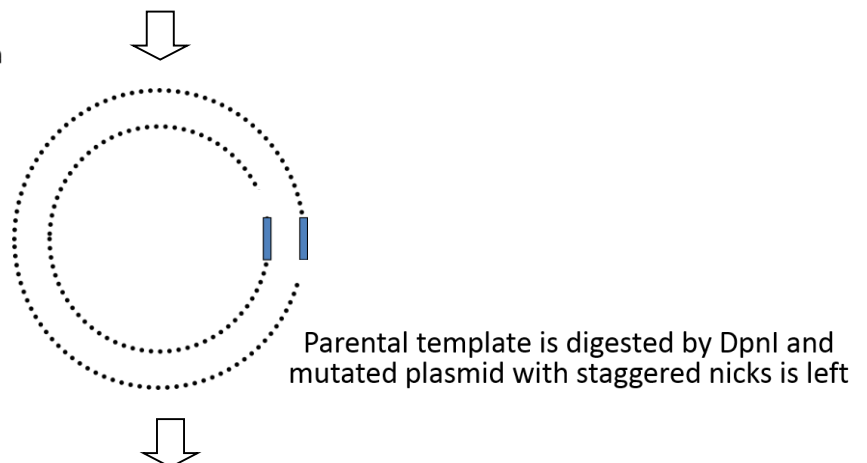 Parental template is digested by DpnI and
mutated plasmid with staggered nicks is left